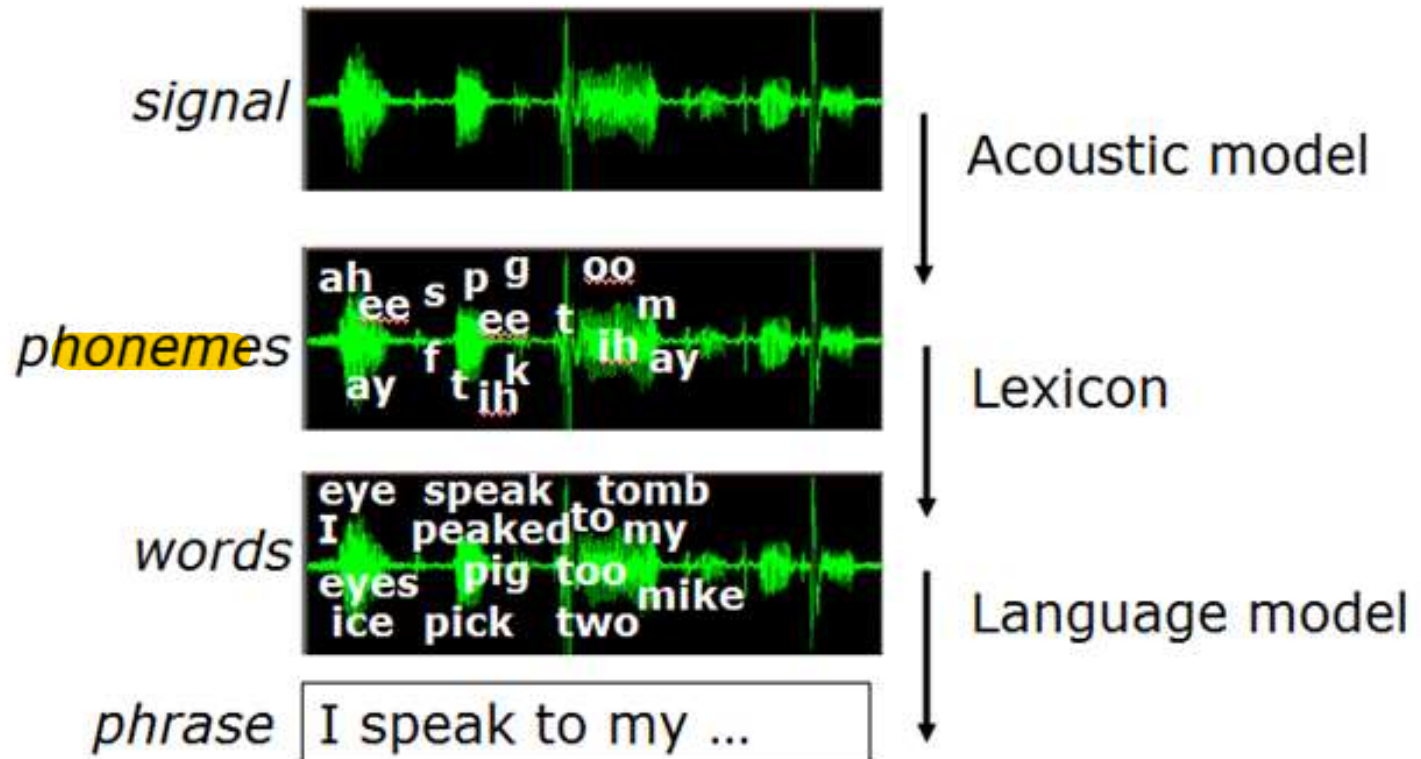 signal
Acoustic model
ah ee s p g oo
ee t m
phonemes
f ih ay
ay t ih k
Lexicon
eye speak tomb
I peaked to my
words
pig too
eyes mike
ice pick two
Language model
phrase
I speak to my ...